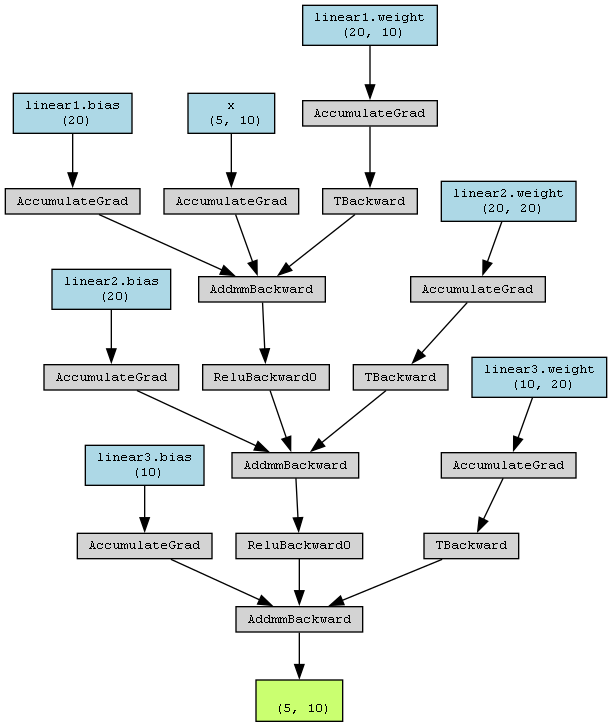 linear1.weight
(20, 10)
linear1.bias
(20)
x
(5, 10)
AccumulateGrad
AccumulateGrad
AccumulateGrad
TBackward
linear2.weight
(20, 20)
linear2.bias
(20)
AddmmBackward
AccumulateGrad
AccumulateGrad
ReluBackward0
TBackward
linear3.weight
(10, 20)
linear3.bias
(10)
AddmmBackward
AccumulateGrad
AccumulateGrad
ReluBackward0
TBackward
AddmmBackward
(5, 10)